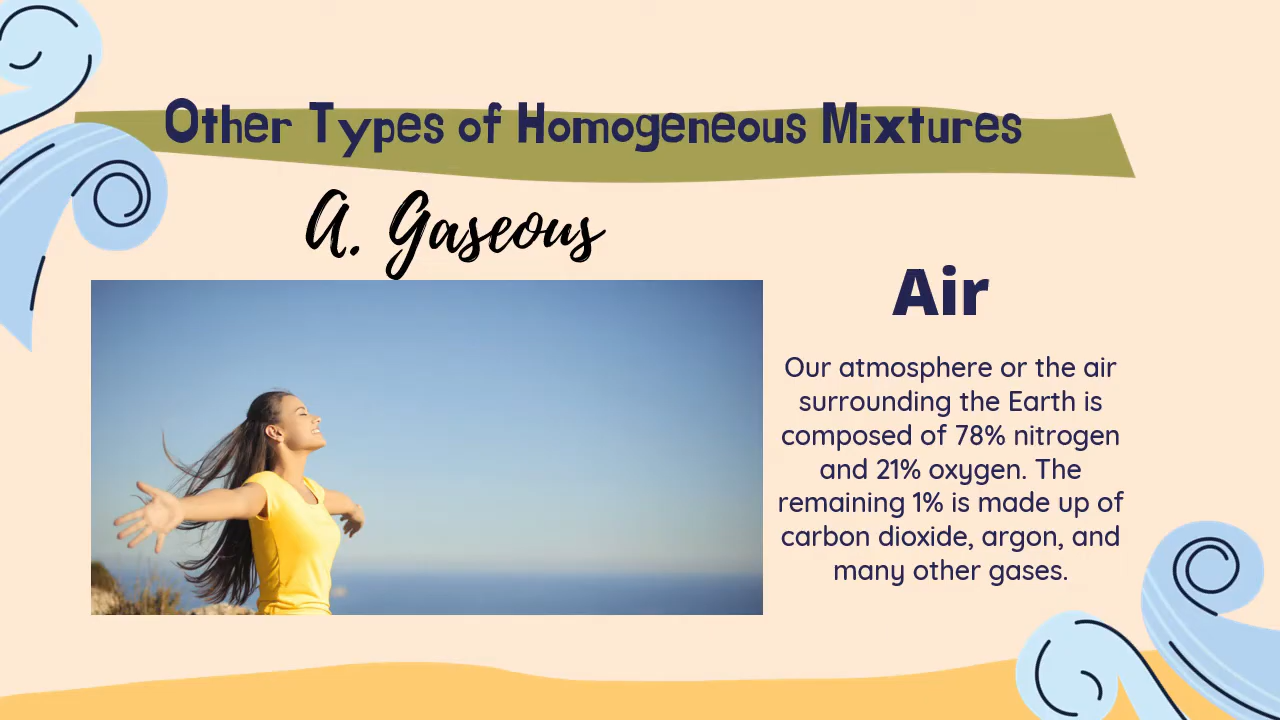 Other Types of Homogeneous Mixtures
A. Gaseous
Air
Our atmosphere or the air
surrounding the Earth is
composed of 78% nitrogen
and 21% oxygen. The
remaining 1% is made up of
carbon dioxide, argon, and
many other gases.